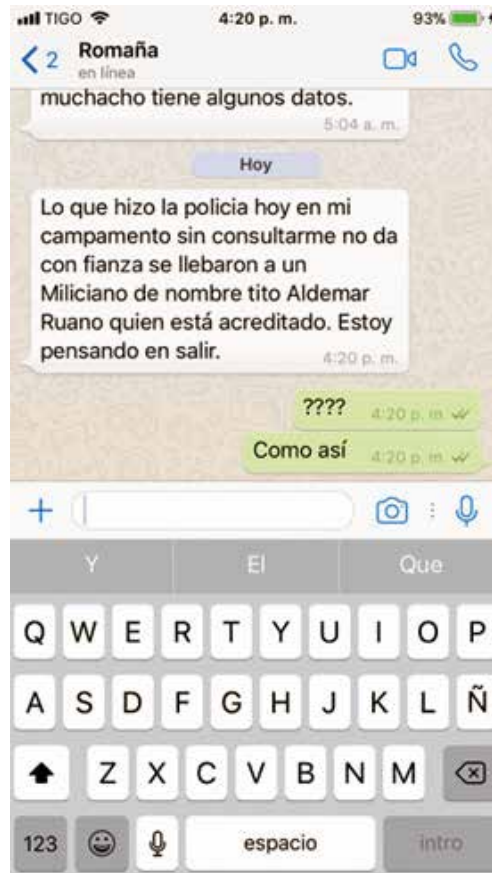 TIGO 4:20 p. m. 93%
2 Romaña
en línea
muchacho tiene algunos datos.
5:04 a. m.
Hoy
Lo que hizo la policia hoy en mi
campamento sin consultarme no da
con fianza se llebaron a un
Miliciano de nombre tito Aldemar
Ruano quien está acreditado. Estoy
pensando en salir.
4:20 p. m.
???? 4:20 p. m.
Como así 4:20 p. m.
Y El Que
Q W E R T Y U I O P
A S D F G H J K L Ñ
Z X C V B N M
123 espacio intro